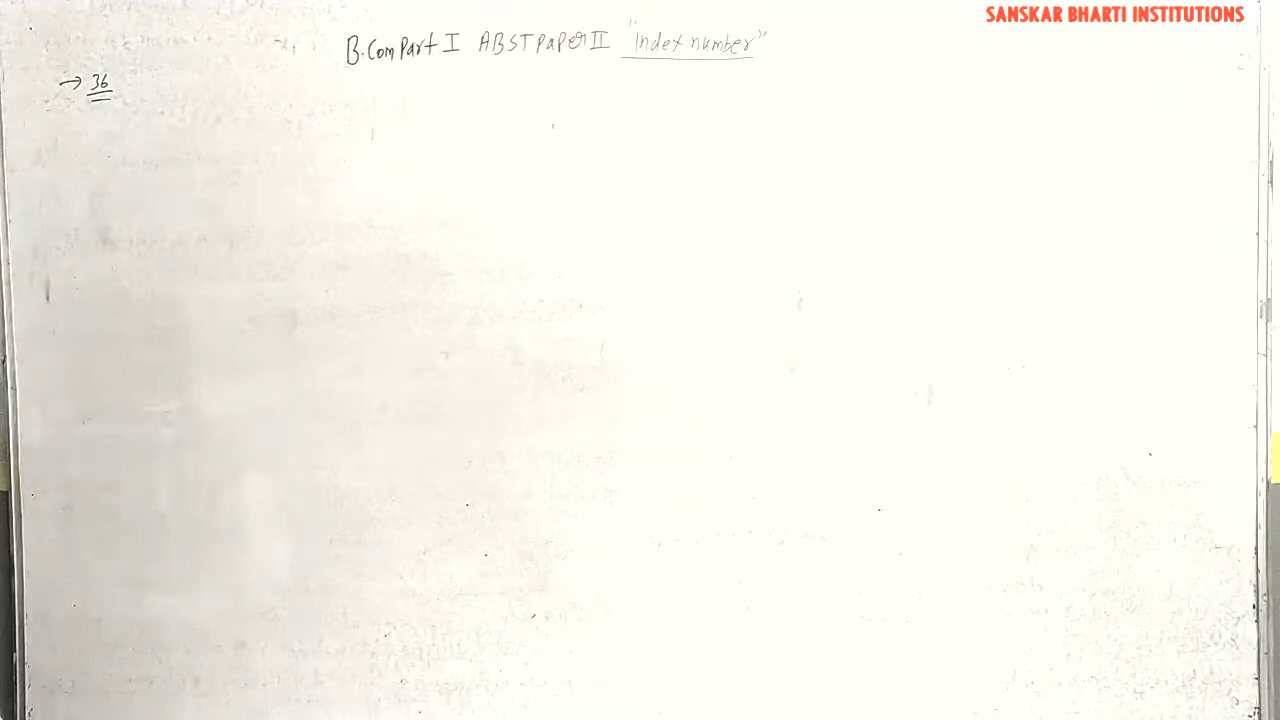 SANSKAR BHARTI INSTITUTIONS
B.Com Part I ABST Paper II "Index number"
→ 36